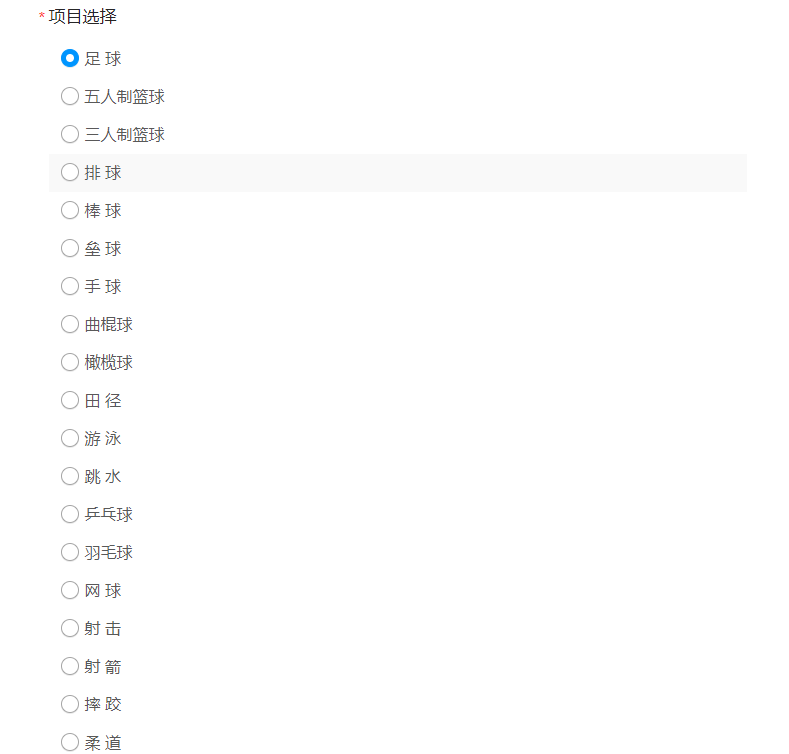 * 项目选择
足 球
五人制篮球
三人制篮球
排 球
棒 球
垒 球
手 球
曲棍球
橄榄球
田 径
游 泳
跳 水
乒乓球
羽毛球
网 球
射 击
射 箭
摔 跤
柔 道